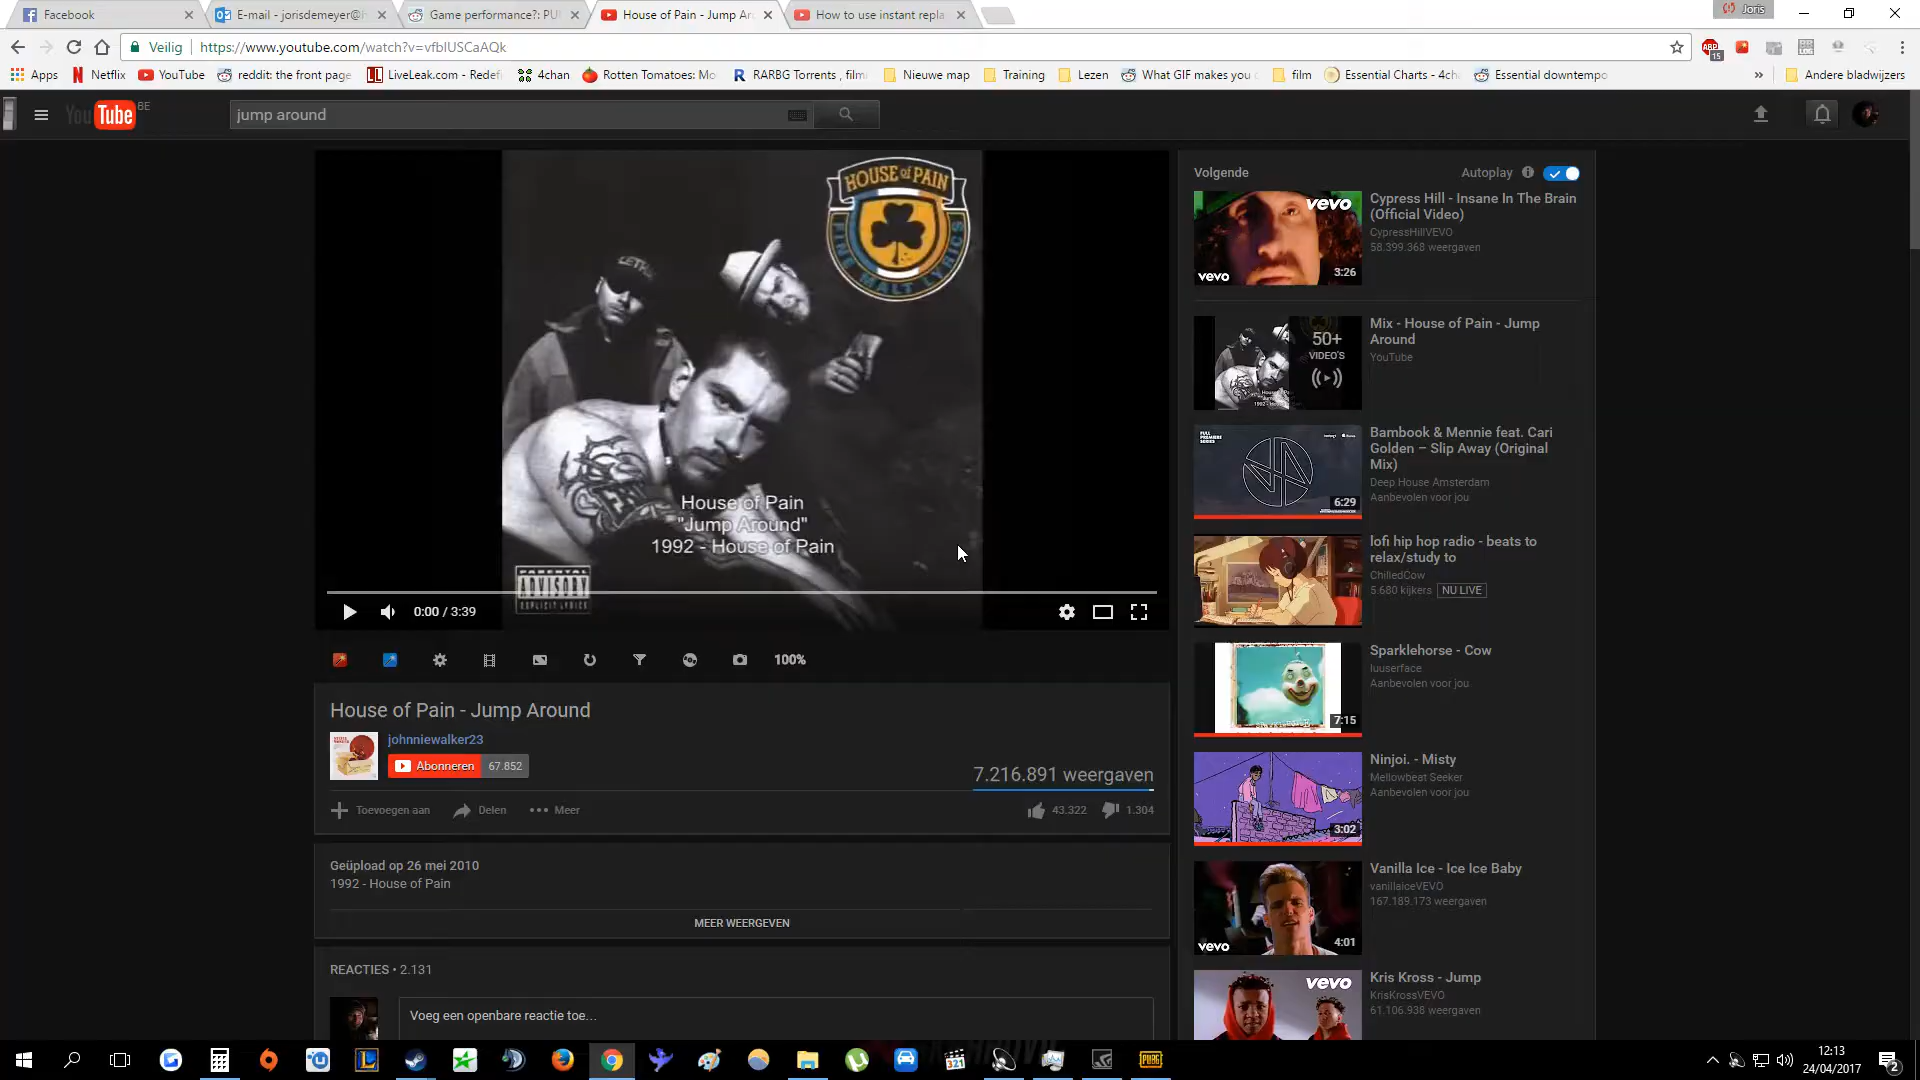 Facebook
E-mail - jorisdemeyer@h
Game performance?: PU
House of Pain - Jump Ar
How to use instant repla
Joris
Veilig
https://www.youtube.com/watch?v=vfbIUSCaAQk
ABP
15
Apps
Netflix
YouTube
reddit: the front page
LiveLeak.com - Redefi
4chan
Rotten Tomatoes: Mo
RARBG Torrents , film
Nieuwe map
Training
Lezen
What GIF makes you
film
Essential Charts - 4ch
Essential downtempo
»
Andere bladwijzers
YouTube BE
jump around
HOUSE of PAIN
FINE MALT LYRICS
LETHAL
House of Pain
"Jump Around"
1992 - House of Pain
PARENTAL
ADVISORY
EXPLICIT LYRICS
0:00 / 3:39
100%
House of Pain - Jump Around
johnniewalker23
Abonneren 67.852
7.216.891 weergaven
Toevoegen aan
Delen
Meer
43.322
1.304
Geüpload op 26 mei 2010
1992 - House of Pain
MEER WEERGEVEN
REACTIES • 2.131
Voeg een openbare reactie toe...
Volgende
Autoplay
vevo
vevo
3:26
Cypress Hill - Insane In The Brain
(Official Video)
CypressHillVEVO
58.399.368 weergaven
50+
VIDEO'S
Mix - House of Pain - Jump
Around
YouTube
6:29
Bambook & Mennie feat. Cari
Golden – Slip Away (Original
Mix)
Deep House Amsterdam
Aanbevolen voor jou
lofi hip hop radio - beats to
relax/study to
ChilledCow
5.680 kijkers NU LIVE
7:15
Sparklehorse - Cow
luuserface
Aanbevolen voor jou
3:02
Ninjoi. - Misty
Mellowbeat Seeker
Aanbevolen voor jou
vevo
4:01
Vanilla Ice - Ice Ice Baby
vanillaiceVEVO
167.189.173 weergaven
vevo
Kris Kross - Jump
KrisKrossVEVO
61.106.938 weergaven
321
PUBG
12:13
24/04/2017
2